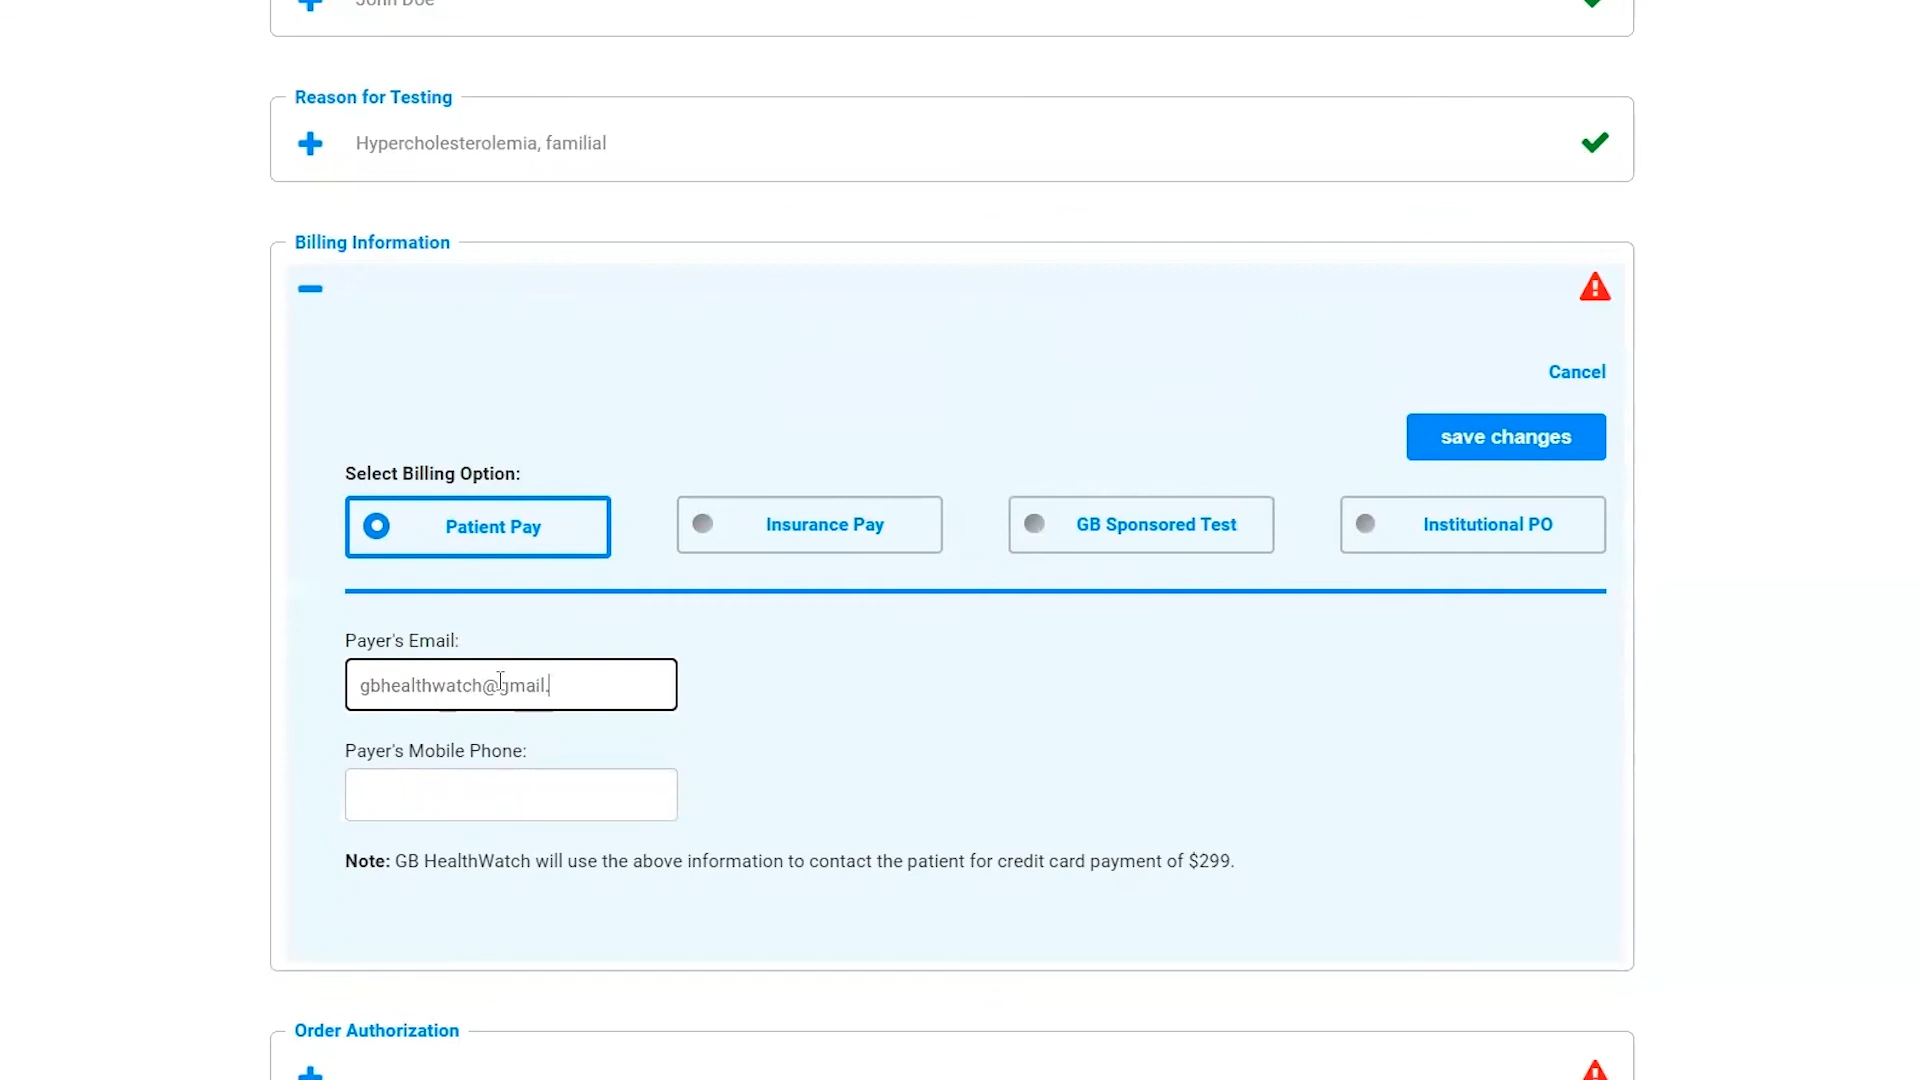 John Doe
Reason for Testing
Hypercholesterolemia, familial
Billing Information
Cancel
save changes
Select Billing Option:
Patient Pay
Insurance Pay
GB Sponsored Test
Institutional PO
Payer's Email:
gbhealthwatch@gmail.
Payer's Mobile Phone:
Note: GB HealthWatch will use the above information to contact the patient for credit card payment of $299.
Order Authorization